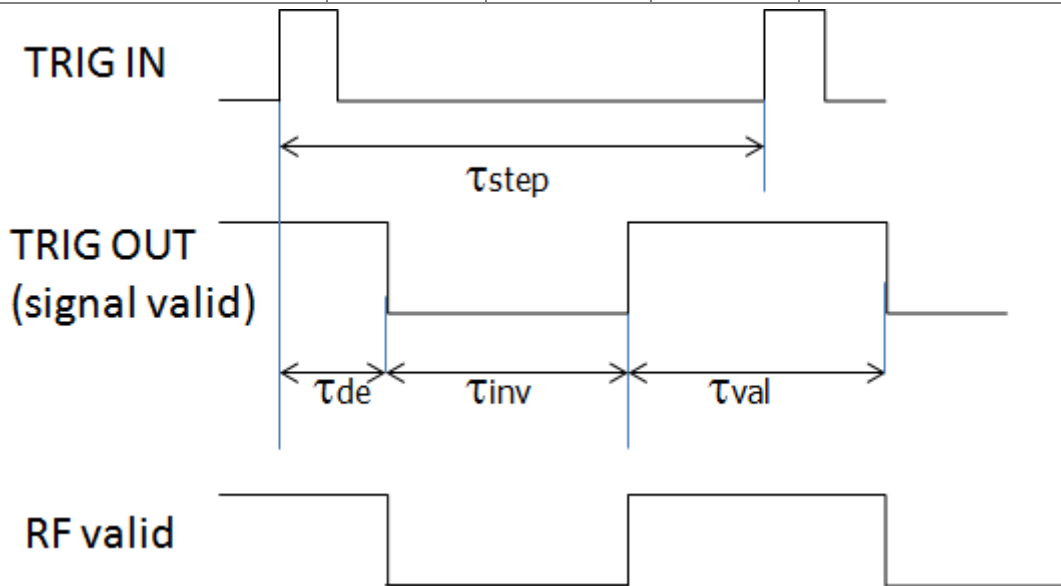 TRIG IN
τstep
TRIG OUT
(signal valid)
τde
τinv
τval
RF valid